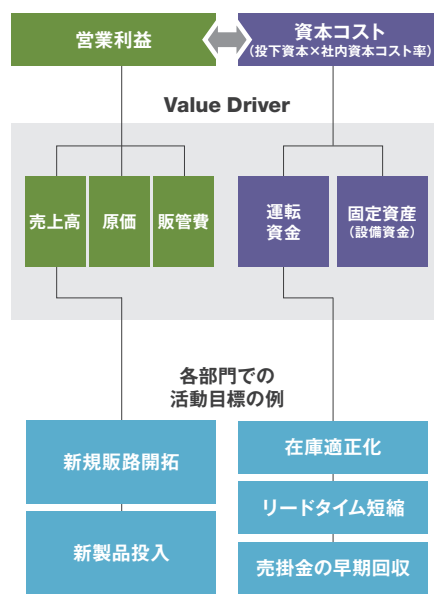 営業利益
資本コスト
(投下資本×社内資本コスト率)
Value Driver
売上高
原価
販管費
運転
資金
固定資産
(設備資金)
各部門での
活動目標の例
新規販路開拓
新製品投入
在庫適正化
リードタイム短縮
売掛金の早期回収